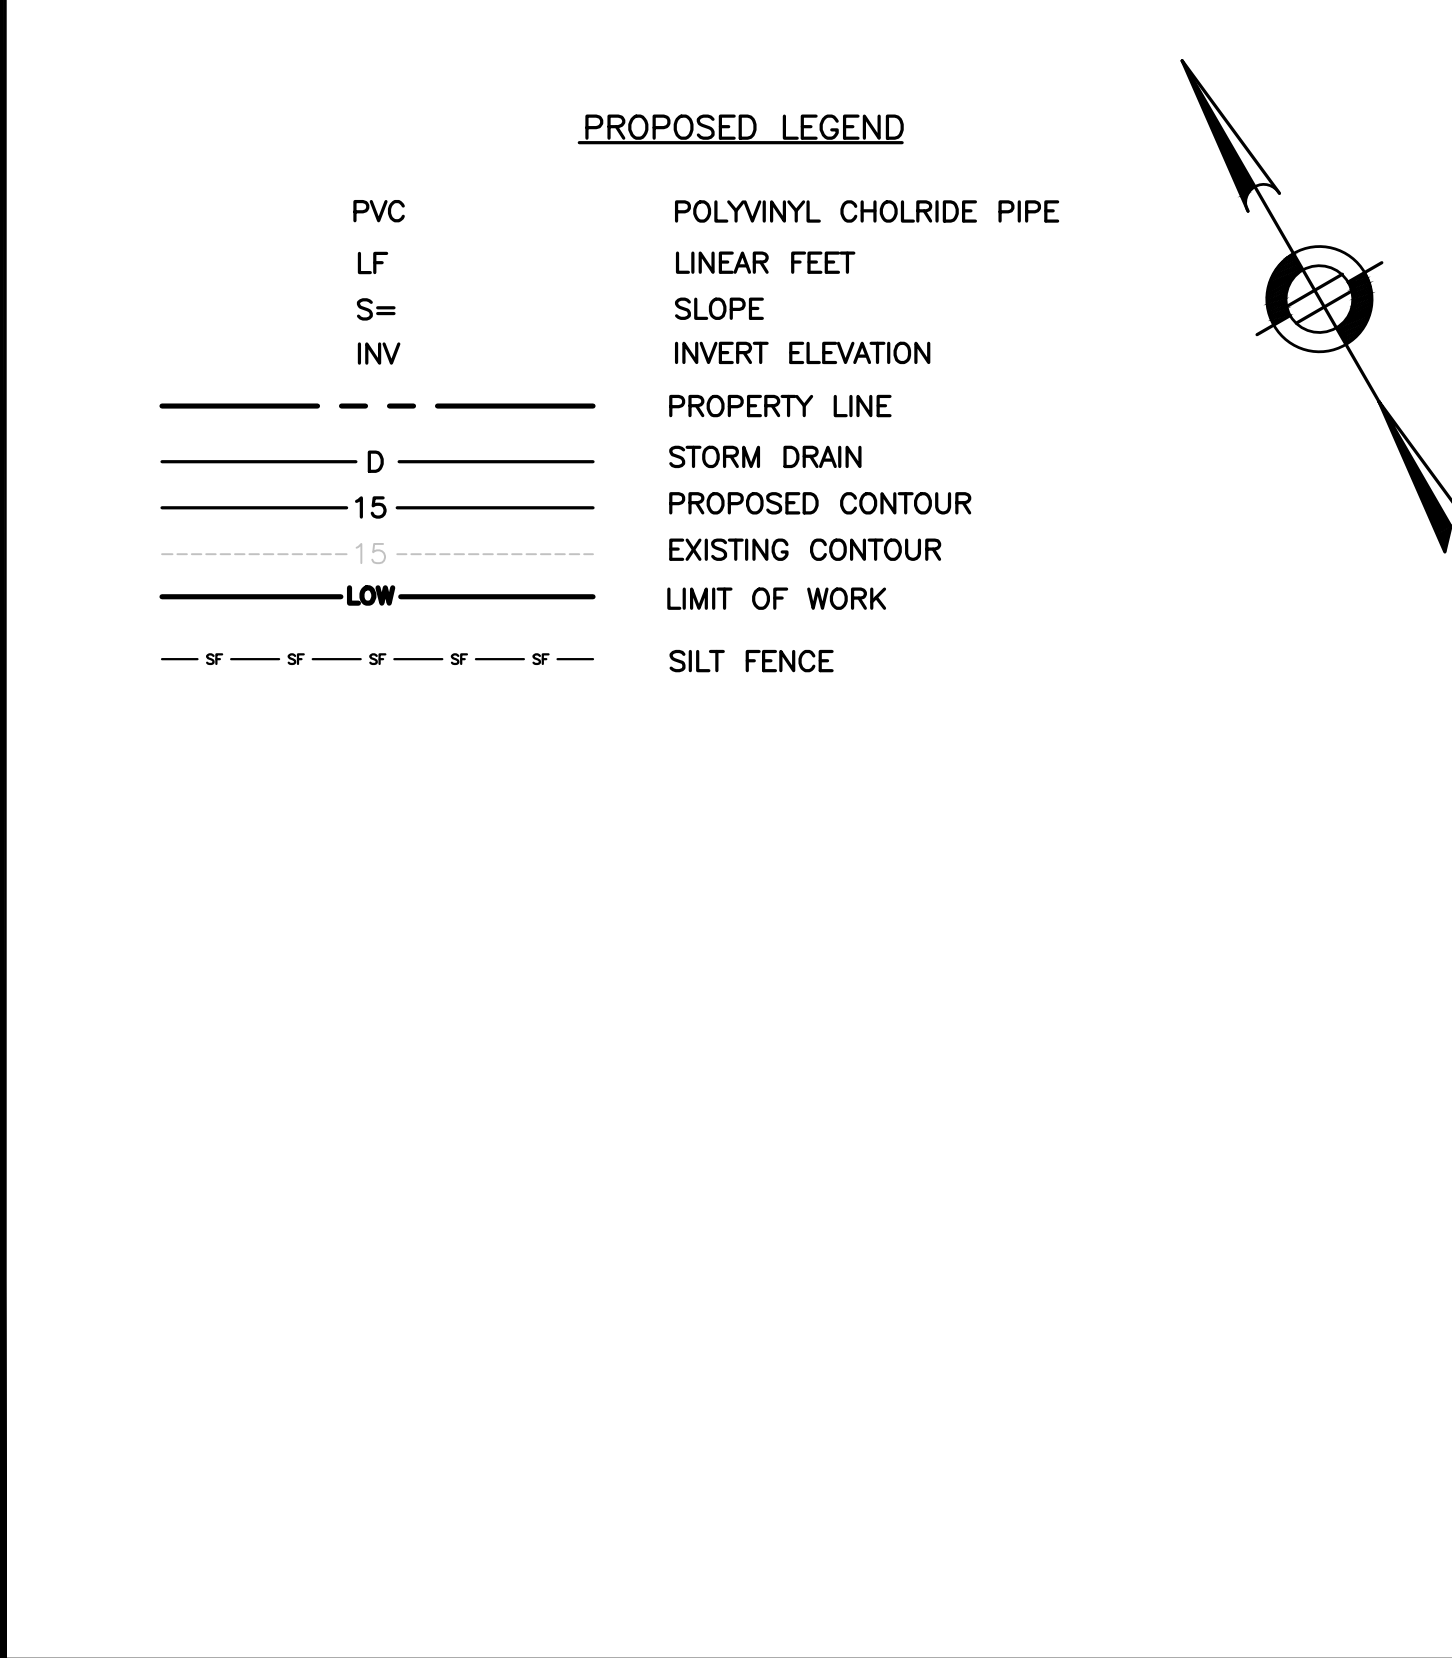 PROPOSED LEGEND
PVC POLYVINYL CHOLRIDE PIPE
LF LINEAR FEET
S= SLOPE
INV INVERT ELEVATION
PROPERTY LINE
D STORM DRAIN
15 PROPOSED CONTOUR
15 EXISTING CONTOUR
LOW LIMIT OF WORK
SF SF SF SF SF SILT FENCE